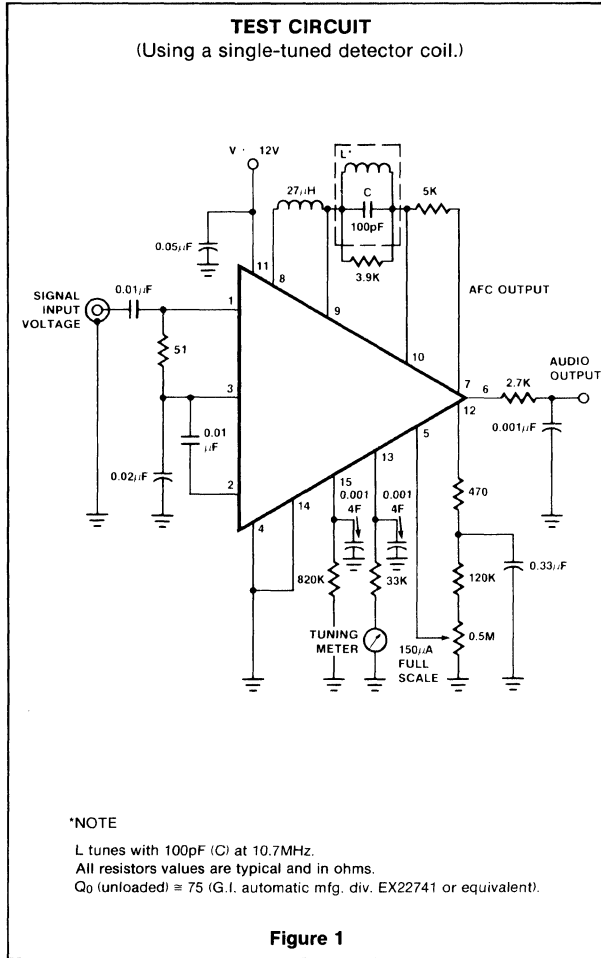 TEST CIRCUIT
(Using a single-tuned detector coil.)
V · 12V
L*
27μH
C
100pF
5K
0.05μF
3.9K
11
8
9
AFC OUTPUT
SIGNAL
INPUT
VOLTAGE
0.01μF
1
10
51
AUDIO
OUTPUT
7
6
2.7K
12
3
5
0.001μF
0.01
μF
13
0.02μF
2
15
0.001
4F
0.001
4F
14
4
470
820K
33K
120K
0.33μF
TUNING
METER
150μA
FULL
SCALE
0.5M
*NOTE
L tunes with 100pF (C) at 10.7MHz.
All resistors values are typical and in ohms.
Q0 (unloaded) ≅ 75 (G.I. automatic mfg. div. EX22741 or equivalent).
Figure 1